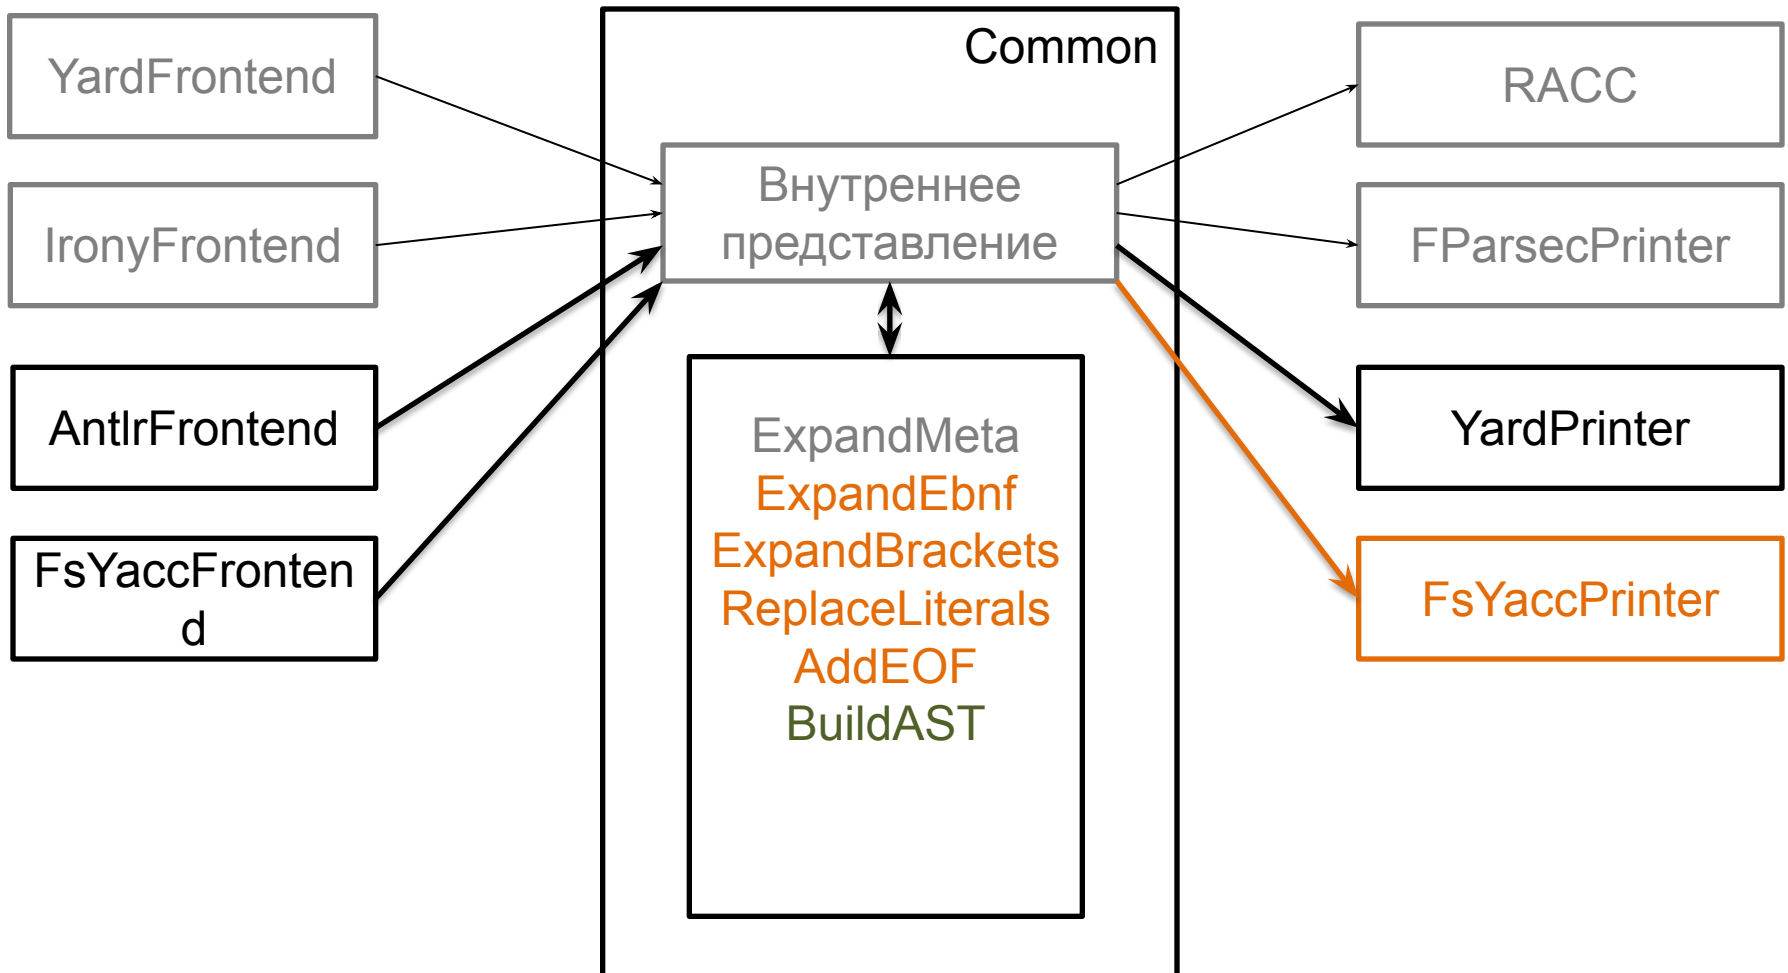 YardFrontend
IronyFrontend
AntlrFrontend
FsYaccFronten
d
Common
Внутреннее
представление
ExpandMeta
ExpandEbnf
ExpandBrackets
ReplaceLiterals
AddEOF
BuildAST
RACC
FParsecPrinter
YardPrinter
FsYaccPrinter